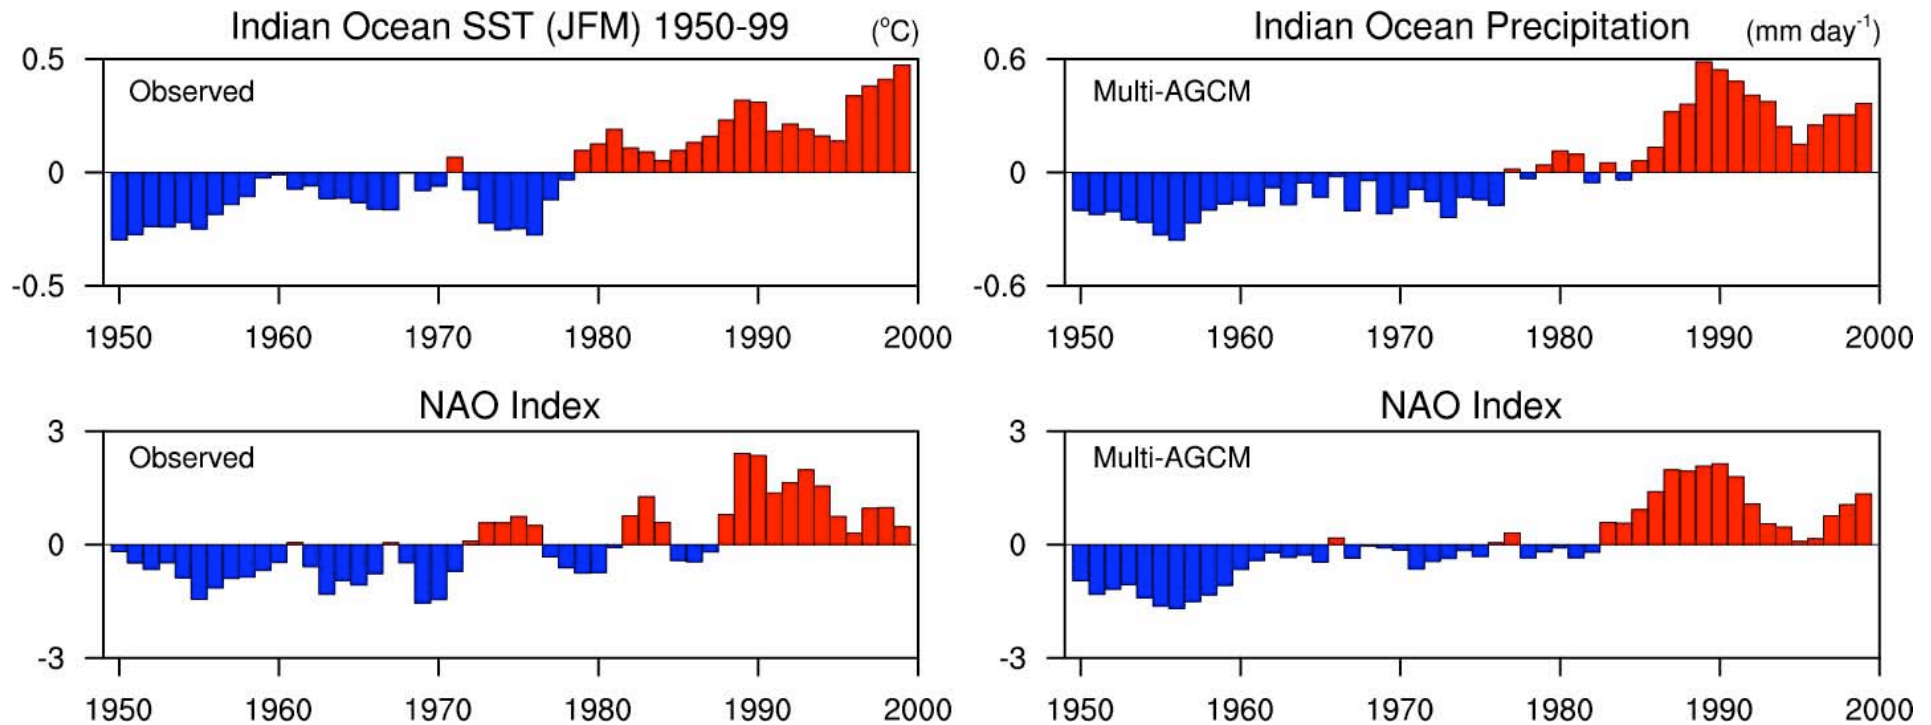 Indian Ocean SST (JFM) 1950-99 (°C)
0.5
Observed
0
-0.5
1950 1960 1970 1980 1990 2000
Indian Ocean Precipitation (mm day⁻¹)
0.6
Multi-AGCM
0
-0.6
1950 1960 1970 1980 1990 2000
NAO Index
3
Observed
0
-3
1950 1960 1970 1980 1990 2000
NAO Index
3
Multi-AGCM
0
-3
1950 1960 1970 1980 1990 2000